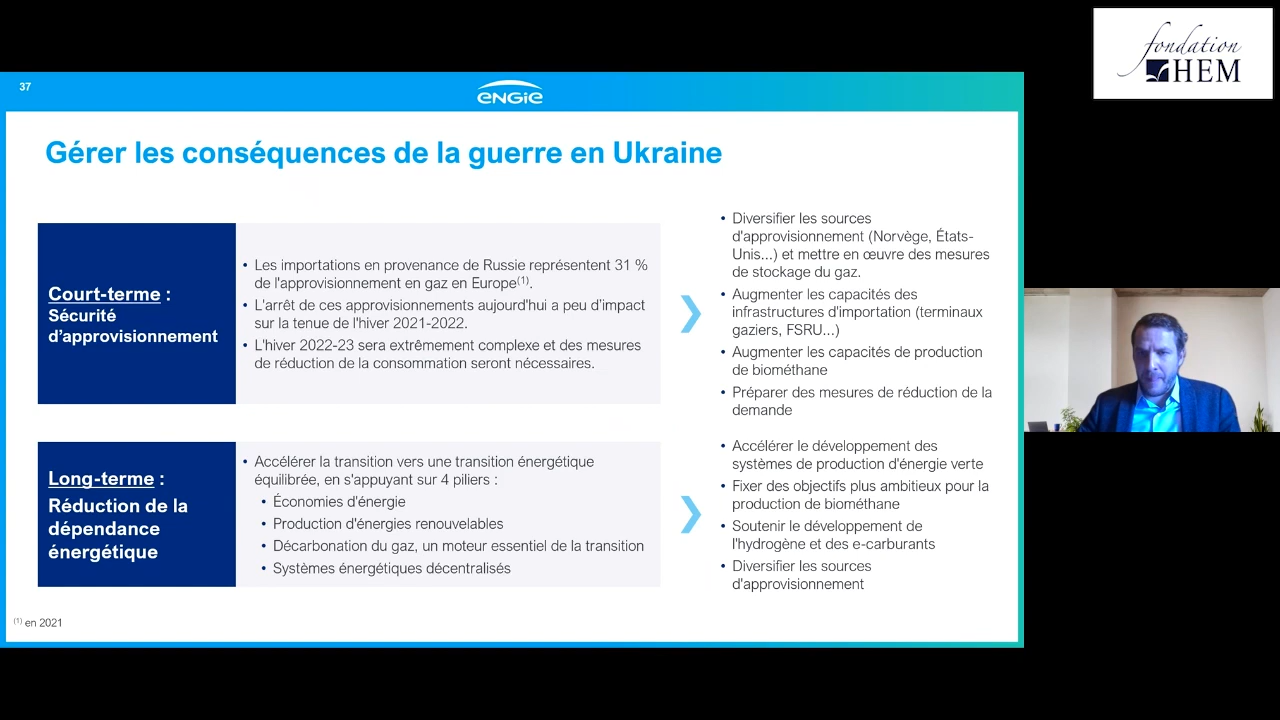 fondation
HEM
37
ENGIE
Gérer les conséquences de la guerre en Ukraine
Court-terme :
Sécurité
d'approvisionnement
• Les importations en provenance de Russie représentent 31 %
de l'approvisionnement en gaz en Europe(1).
• L'arrêt de ces approvisionnements aujourd'hui a peu d'impact
sur la tenue de l'hiver 2021-2022.
• L'hiver 2022-23 sera extrêmement complexe et des mesures
de réduction de la consommation seront nécessaires.
• Diversifier les sources
d'approvisionnement (Norvège, États-
Unis...) et mettre en œuvre des mesures
de stockage du gaz.
• Augmenter les capacités des
infrastructures d'importation (terminaux
gaziers, FSRU...)
• Augmenter les capacités de production
de biométhane
• Préparer des mesures de réduction de la
demande
Long-terme :
Réduction de la
dépendance
énergétique
• Accélérer la transition vers une transition énergétique
équilibrée, en s'appuyant sur 4 piliers :
• Économies d'énergie
• Production d'énergies renouvelables
• Décarbonation du gaz, un moteur essentiel de la transition
• Systèmes énergétiques décentralisés
• Accélérer le développement des
systèmes de production d'énergie verte
• Fixer des objectifs plus ambitieux pour la
production de biométhane
• Soutenir le développement de
l'hydrogène et des e-carburants
• Diversifier les sources
d'approvisionnement
(1) en 2021